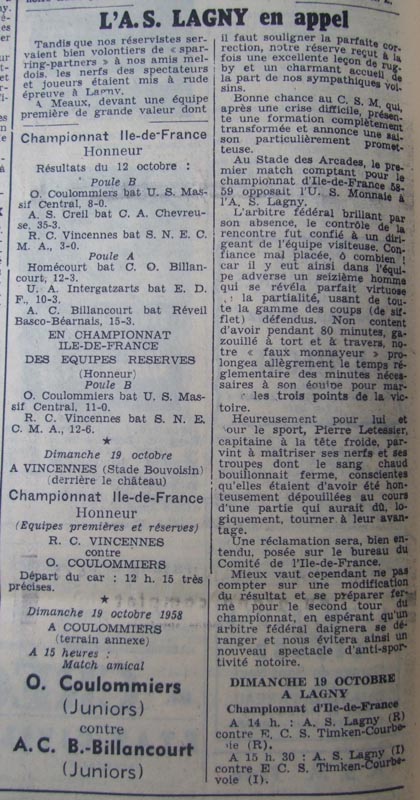 L'A.S. LAGNY en appel
Tandis que nos réservistes ser-
vaient bien volontiers de « spar-
ring-partners » à nos amis mel-
dois, les nerfs des spectateurs
et joueurs étaient mis à rude
épreuve à Lagny.
A Meaux, devant une équipe
première de grande valeur dont
Championnat Ile-de-France
Honneur
Résultats du 12 octobre :
Poule B
O. Coulommiers bat U. S. Mas-
sif Central, 8-0.
A. S. Creil bat C. A. Chevreu-
se, 35-3.
R. C. Vincennes bat S. N. E. C.
M. A., 3-0.
Poule A
Homécourt bat C. O. Billan-
court, 12-3.
U. A. Intergatzarts bat E. D.
F., 10-3.
A. C. Billancourt bat Réveil
Basco-Béarnais, 15-3.
EN CHAMPIONNAT
ILE-DE-FRANCE
DES EQUIPES RESERVES
(Honneur)
Poule B
O. Coulommiers bat U. S. Mas-
sif Central, 11-0.
R. C. Vincennes bat S. N. E.
C. M. A., 12-6.
★
Dimanche 19 octobre
A VINCENNES (Stade Bouvoisin)
(derrière le château)
Championnat Ile-de-France
Honneur
(Equipes premières et réserves)
R. C. VINCENNES
contre
O. COULOMMIERS
Départ du car : 12 h. 15 très
précises.
★
Dimanche 19 octobre 1958
A COULOMMIERS
(terrain annexe)
A 15 heures :
Match amical
O. Coulommiers
(Juniors)
contre
A. C. B.-Billancourt
(Juniors)
il faut souligner la parfaite cor-
rection, notre réserve reçut à la
fois une excellente leçon de rug-
by et un charmant accueil de
la part de nos sympathiques voi-
sins.
Bonne chance au C. S. M. qui,
après une crise difficile, présen-
te une formation complètement
transformée et annonce une sai-
son particulièrement promet-
teuse.
Au Stade des Arcades, le pre-
mier match comptant pour le
championnat d'Ile-de-France 58-
59 opposait l'U. S. Monnaie à
l'A. S. Lagny.
L'arbitre fédéral brillant par
son absence, le contrôle de la
rencontre fut confié à un diri-
geant de l'équipe visiteuse. Con-
fiance mal placée, ô combien !
car il y eut ainsi dans l'équi-
pe adverse un seizième homme
qui se révéla parfait virtuose
de la partialité, usant de tou-
te la gamme des coups (de sif-
flet) défendus. Non content
d'avoir pendant 80 minutes, ga-
zouillé à tort et à travers, no-
tre « faux monnayeur » pro-
longea allègrement le temps ré-
glementaire des minutes néces-
saires à son équipe pour mar-
quer les trois points de la vic-
toire.
Heureusement pour lui et
pour le sport, Pierre Letessier,
capitaine à la tête froide, par-
vint à maîtriser ses nerfs et ses
troupes dont le sang chaud
bouillonnait ferme, conscientes
qu'elles étaient d'avoir été hon-
teusement dépouillées au cours
d'une partie qui aurait dû, lo-
giquement, tourner à leur avan-
tage.
Une réclamation sera, bien en-
tendu, posée sur le bureau du
Comité de l'Ile-de-France.
Mieux vaut cependant ne pas
compter sur une modification
du résultat et se préparer fer-
me pour le second tour du
championnat, en espérant qu'un
arbitre fédéral daignera se dé-
ranger et nous évitera ainsi un
nouveau spectacle d'anti-spor-
tivité notoire.
DIMANCHE 19 OCTOBRE
A LAGNY
Championnat d'Ile-de-France
A 14 h. : A. S. Lagny (R)
contre E. C. S. Timken-Courbe-
voie (R).
A 15 h. 30 : A. S. Lagny (I)
contre E C. S. Timken-Courbe-
voie (I).